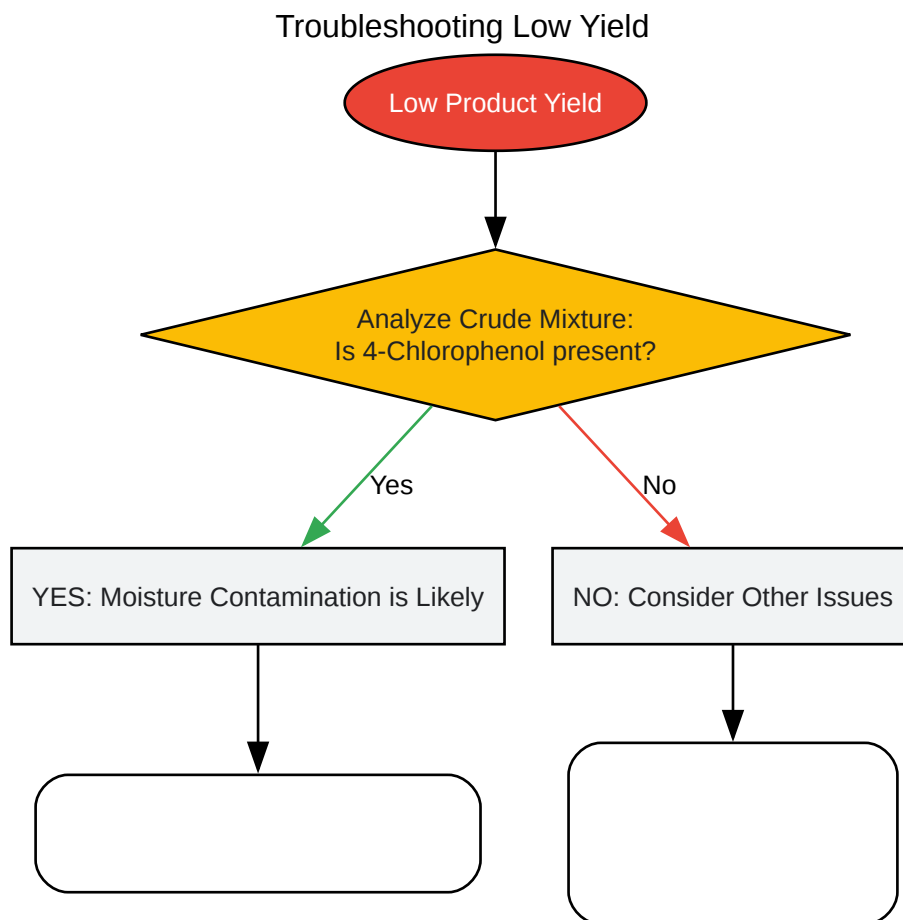 Troubleshooting Low Yield
Low Product Yield
Analyze Crude Mixture:
Is 4-Chlorophenol present?
Yes
No
YES: Moisture Contamination is Likely
NO: Consider Other Issues